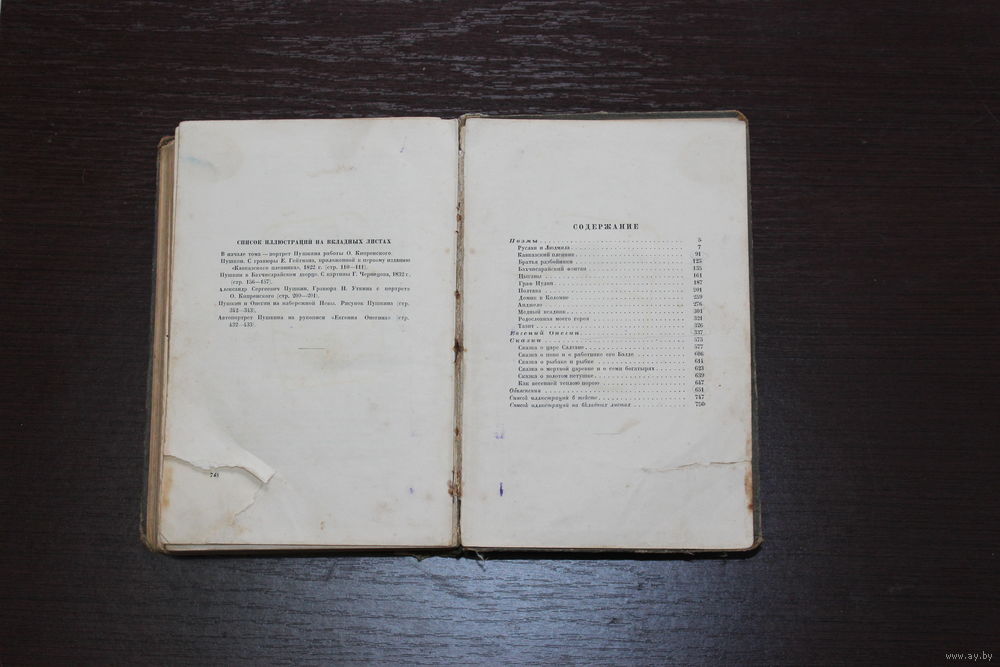 СПИСОК ИЛЛЮСТРАЦИЙ НА ВКЛАДНЫХ ЛИСТАХ
В начале тома — портрет Пушкина работы О. Кипренского.
Пушкин. С гравюры Е. Гейтмана, приложенной к первому изданию
«Кавказского пленника», 1822 г. (стр. 110—111).
Пушкин в Бахчисарайском дворце. С картины Г. Чернецова, 1837 г.
(стр. 156—157).
Александр Сергеевич Пушкин. Гравюра Н. Уткина с портрета
О. Кипренского (стр. 200—201).
Пушкин и Онегин на набережной Невы. Рисунок Пушкина (стр.
342—343).
Автопортрет Пушкина на рукописи «Евгения Онегина» (стр.
432—433)
СОДЕРЖАНИЕ
Поэмы 5
Руслан и Людмила 7
Кавказский пленник 91
Братья разбойники 125
Бахчисарайский фонтан 135
Цыганы 161
Граф Нулин 187
Полтава 201
Домик в Коломне 259
Анджело 276
Медный всадник 301
Родословная моего героя 321
Тазит 326
Евгений Онегин 337
Сказки 575
Сказка о царе Салтане 577
Сказка о попе и о работнике его Балде 606
Сказка о рыбаке и рыбке 614
Сказка о мертвой царевне и о семи богатырях 623
Сказка о золотом петушке 639
Как весенней теплою порою 647
Объяснения 651
Список иллюстраций в тексте 747
Список иллюстраций на вкладных листах 750
www.ay.by